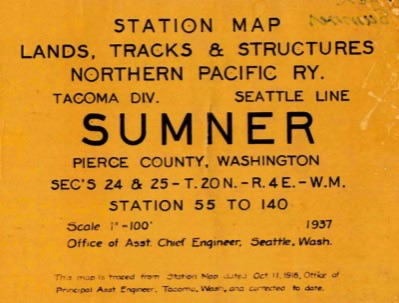 STATION MAP
LANDS, TRACKS & STRUCTURES
NORTHERN PACIFIC RY.
TACOMA DIV. SEATTLE LINE
SUMNER
PIERCE COUNTY, WASHINGTON
SEC'S 24 & 25 - T. 20 N. - R. 4 E. - W.M.
STATION 55 TO 140
Scale 1"-100' 1937
Office of Asst. Chief Engineer, Seattle, Wash.
This map is traced from Station Map dated Oct. 11, 1918, Office of
Principal Asst. Engineer, Tacoma, Wash., and corrected to date.